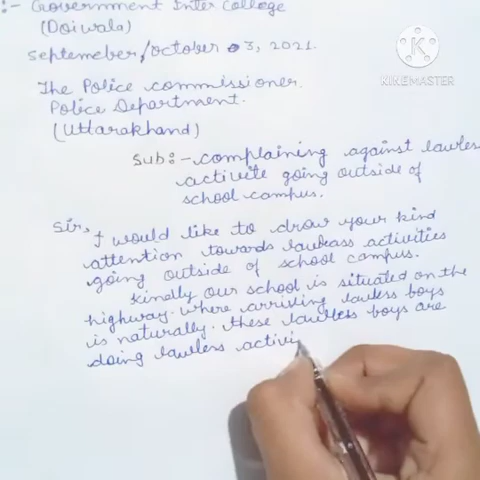 :- Government Inter College
(Doiwala)
septemeber/october 3, 2021.
The Police commissioner.
Police Department.
(Uttarakhand)
Sub:- complaining against lawles
activite going outside of
school campus.
Sir, I would like to draw your kind
attention towards lawless activities
going outside of school campus.
kinelly our school is situated on the
highway. where arriving lawless boys
is naturally. these lawless boys are
doing lawless activi
K
KINEMASTER